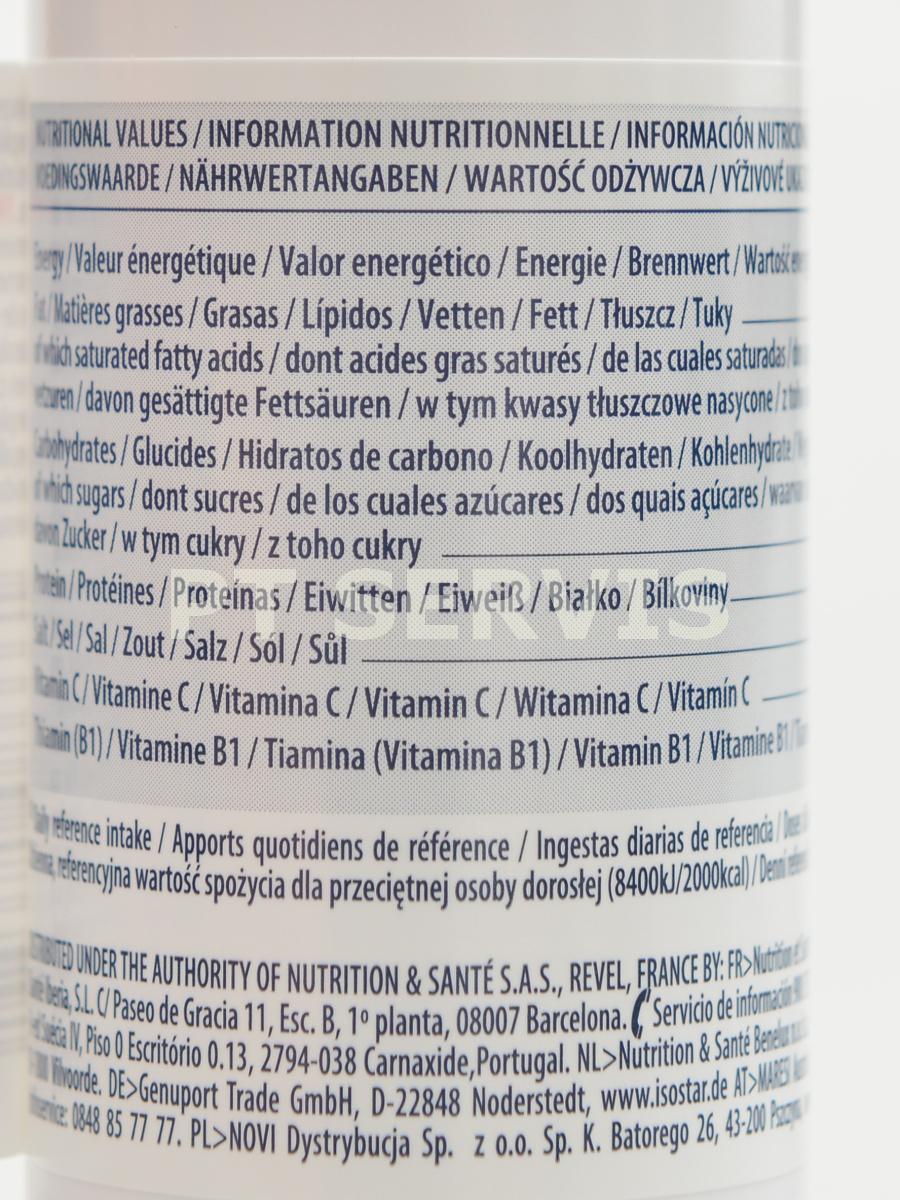 NUTRITIONAL VALUES / INFORMATION NUTRITIONNELLE / INFORMACIÓN
VOEDINGSWAARDE / NÄHRWERTANGABEN / WARTOŚĆ ODŻYWCZA / VÝŽIVOVÉ
Energy / Valeur énergétique / Valor energético / Energie / Brennwert / Wartość
Fat / Matières grasses / Grasas / Lípidos / Vetten / Fett / Tłuszcz / Tuky
of which saturated fatty acids / dont acides gras saturés / de las cuales saturadas /
/ davon gesättigte Fettsäuren / w tym kwasy tłuszczowe nasycone / z
Carbohydrates / Glucides / Hidratos de carbono / Koolhydraten / Kohlenhydrate
of which sugars / dont sucres / de los cuales azúcares / dos quais açúcares /
davon Zucker / w tym cukry / z toho cukry
Protein / Protéines / Proteínas / Eiwitten / Eiweiß / Białko / Bílkoviny
PT SERVIS
Salt / Sel / Sal / Zout / Salz / Sól / Sůl
Vitamin C / Vitamine C / Vitamina C / Vitamin C / Witamina C / Vitamín C
Thiamin (B1) / Vitamine B1 / Tiamina (Vitamina B1) / Vitamin B1 / Vitamine B1 /
reference intake / Apports quotidiens de référence / Ingestas diarias de referencia /
referencyjna wartość spożycia dla przeciętnej osoby dorosłej (8400kJ/2000kcal) / Denní
DISTRIBUTED UNDER THE AUTHORITY OF NUTRITION & SANTÉ S.A.S., REVEL, FRANCE BY: FR>Nutrition et
Iberia, S.L. C/ Paseo de Gracia 11, Esc. B, 1º planta, 08007 Barcelona. Servicio de información
Suécia IV, Piso 0 Escritório 0.13, 2794-038 Carnaxide,Portugal. NL>Nutrition & Santé Benelux
Vilvoorde. DE>Genuport Trade GmbH, D-22848 Norderstedt, www.isostar.de AT>MARESI
0848 85 77 77. PL>NOVI Dystrybucja Sp. z o.o. Sp. K. Batorego 26, 43-200 Pszczyna,